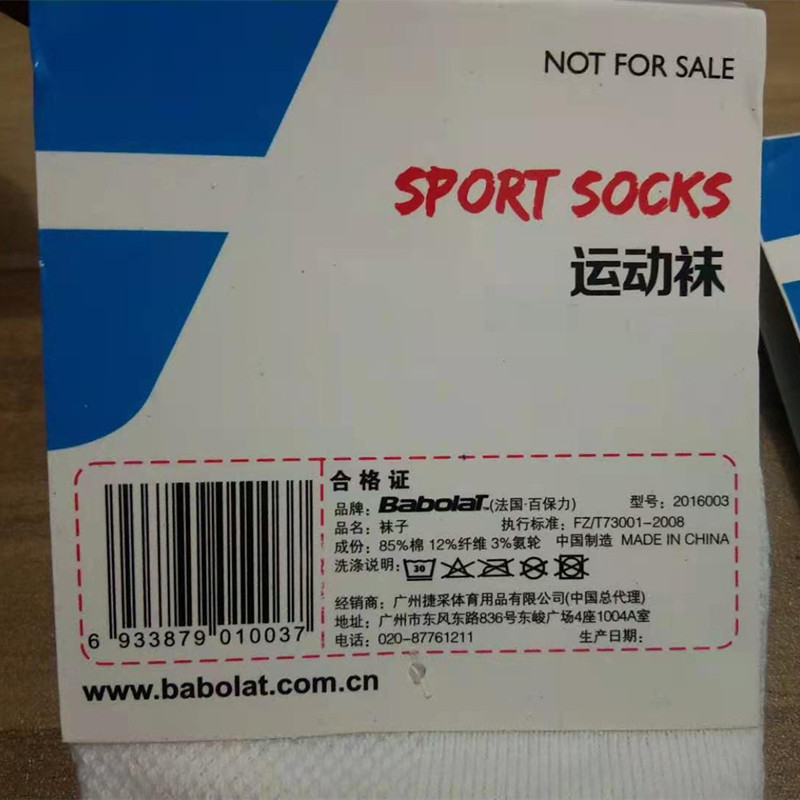 NOT FOR SALE
SPORT SOCKS
运动袜
合格证
品牌：Babolat™(法国·百保力) 型号：2016003
品名：袜子 执行标准：FZ/T73001-2008
成份：85%棉 12%纤维 3%氨轮 中国制造 MADE IN CHINA
洗涤说明：30
经销商：广州捷采体育用品有限公司(中国总代理)
地址：广州市东风东路836号东峻广场4座1004A室
电话：020-87761211 生产日期：
6 933879 010037
www.babolat.com.cn